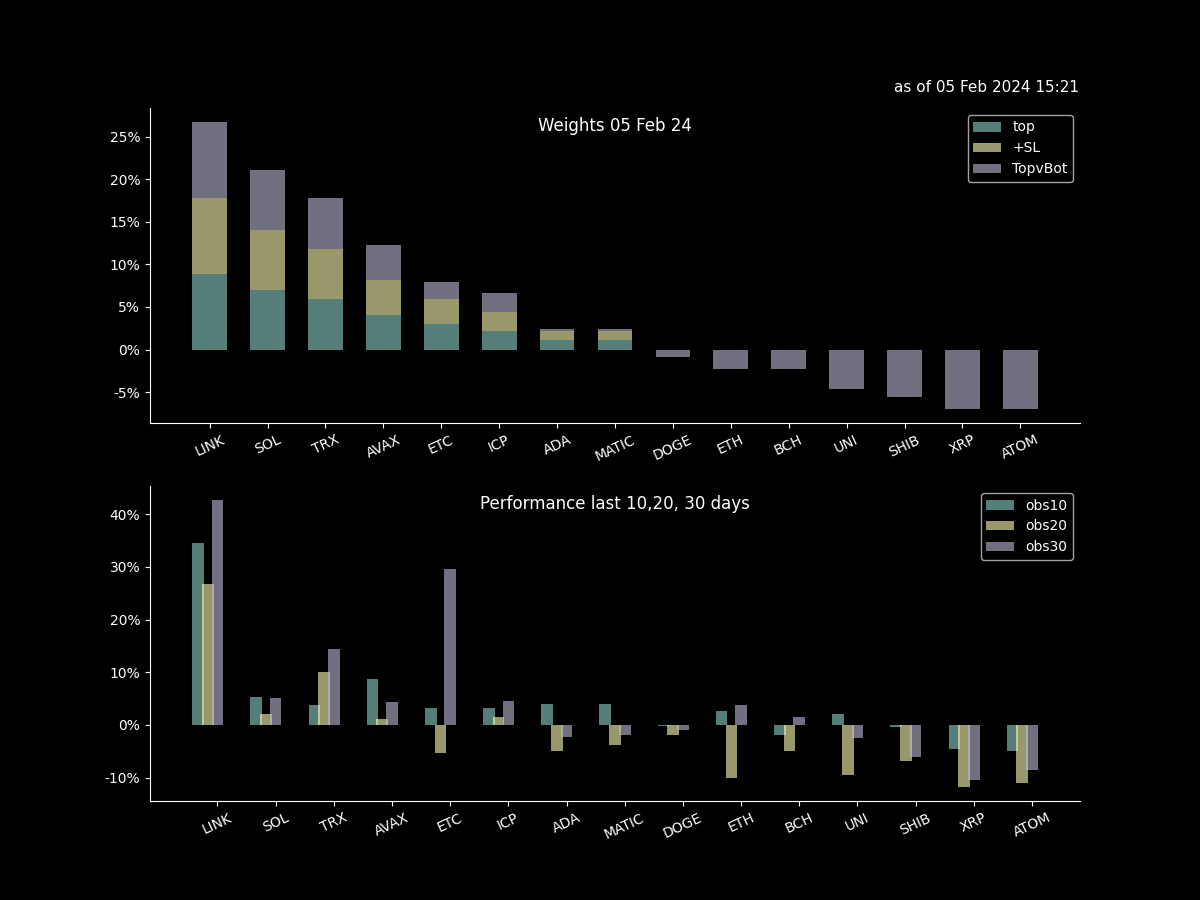 as of 05 Feb 2024 15:21
Weights 05 Feb 24
top
+SL
TopvBot
25%
20%
15%
10%
5%
0%
-5%
LINK SOL TRX AVAX ETC ICP ADA MATIC DOGE ETH BCH UNI SHIB XRP ATOM
Performance last 10,20, 30 days
obs10
obs20
obs30
40%
30%
20%
10%
0%
-10%
LINK SOL TRX AVAX ETC ICP ADA MATIC DOGE ETH BCH UNI SHIB XRP ATOM